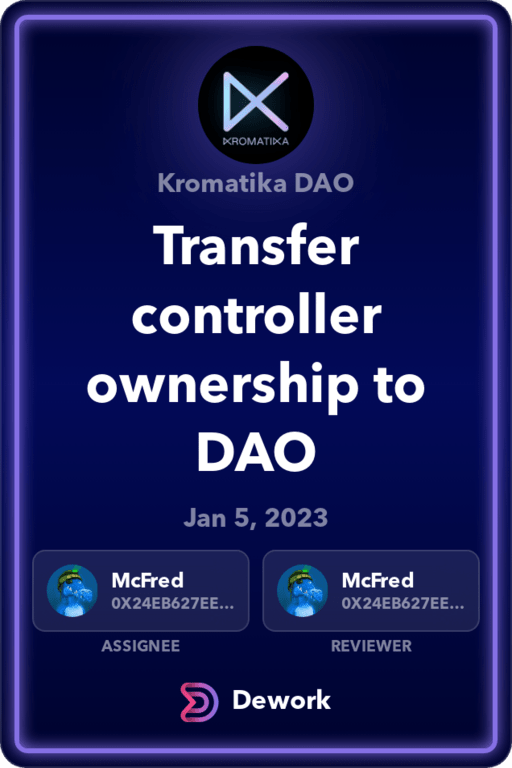 KROMATIKA
Kromatika DAO
Transfer
controller
ownership to
DAO
Jan 5, 2023
McFred
0X24EB627EE...
McFred
0X24EB627EE...
ASSIGNEE
REVIEWER
Dework